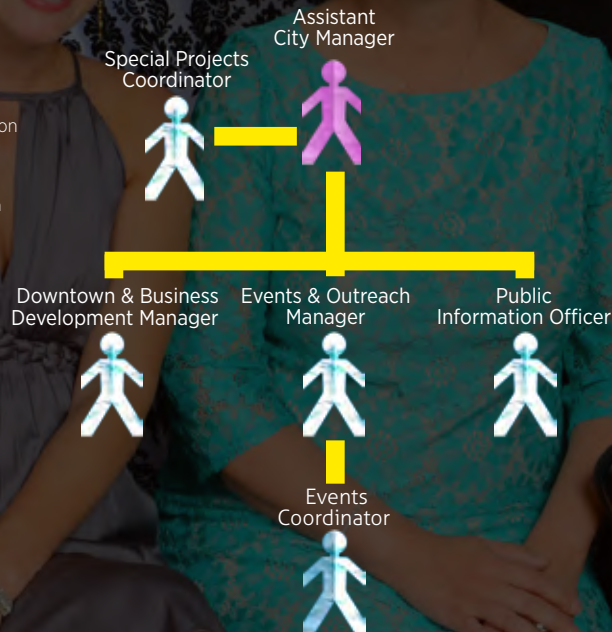 Assistant
City Manager
Special Projects
Coordinator
Downtown & Business
Development Manager
Events & Outreach
Manager
Public
Information Officer
Events
Coordinator